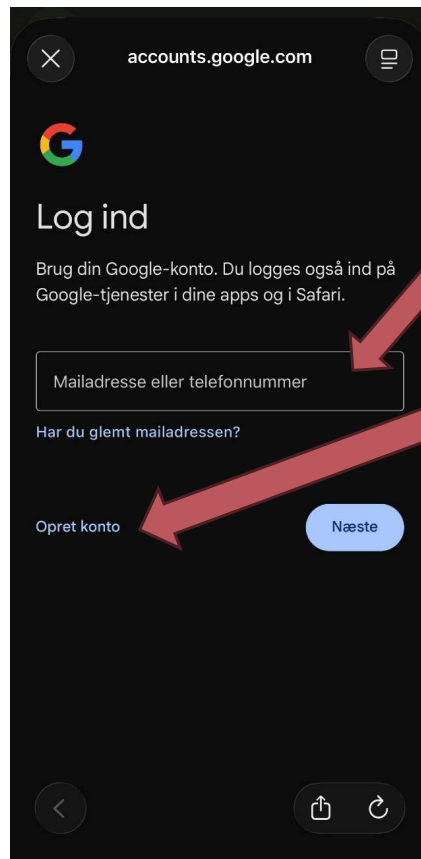 accounts.google.com
Log ind
Brug din Google-konto. Du logges også ind på
Google-tjenester i dine apps og i Safari.
Mailadresse eller telefonnummer
Har du glemt mailadressen?
Opret konto
Næste